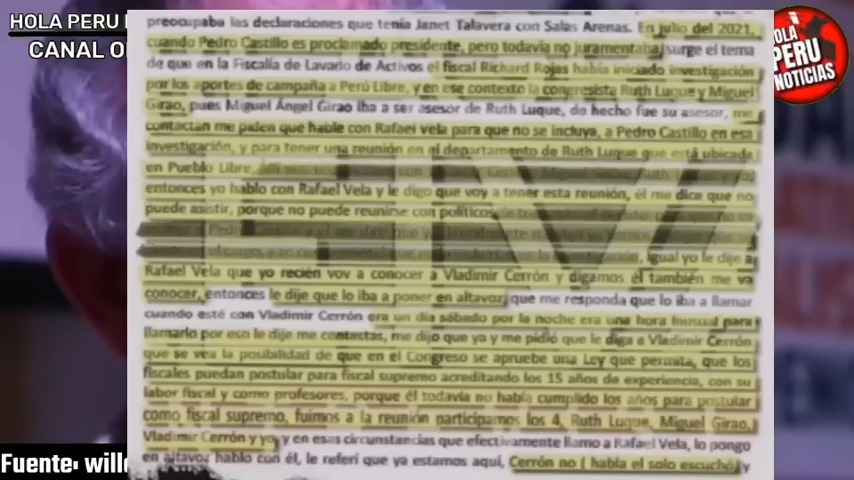 HOLA PERU
CANAL O
preocupaba las declaraciones que tenía Janet Talavera con Salas Arenas. En julio del 2021,
cuando Pedro Castillo es proclamado presidente, pero todavía no juramentaba, surge el tema
de que en la Fiscalía de Lavado de Activos el fiscal Richard Rojas había iniciado investigación
por los aportes de campaña a Perú Libre, y en ese contexto la congresista Ruth Luque y Miguel
Girao, pues Miguel Ángel Girao iba a ser asesor de Ruth Luque, de hecho fue su asesor, me
contactan me piden que hable con Rafael vela para que no se incluya, a Pedro Castillo en esa
investigación, y para tener una reunión en el departamento de Ruth Luque que está ubicada
en Pueblo Libre,
entonces yo hablo con Rafael Vela y le digo que voy a tener esta reunión, él me dice que no
puede asistir, porque no puede reunirse con políticos
igual yo le dije a
Rafael Vela que yo recién voy a conocer a Vladimir Cerrón y digamos él también me va
conocer, entonces le dije que lo iba a poner en altavoz, que me responda que lo iba a llamar
cuando esté con Vladimir Cerrón era un día sábado por la noche era una hora inusual para
llamarlo por eso le dije me contestas, me dijo que ya y me pidió que le diga a Vladimir Cerrón
que se vea la posibilidad de que en el Congreso se apruebe una Ley que permita, que los
fiscales puedan postular para fiscal supremo acreditando los 15 años de experiencia, con su
labor fiscal y como profesores, porque él todavía no había cumplido los años para postular
como fiscal supremo, fuimos a la reunión participamos los 4, Ruth Luque, Miguel Girao,
Vladimir Cerrón y yo, y en esas circunstancias que efectivamente llamo a Rafael Vela, lo pongo
en altavoz hablo con él, le referí que ya estamos aquí, Cerrón no habla el solo escuchó y
HOLA
PERU
NOTICIAS
Fuente: will